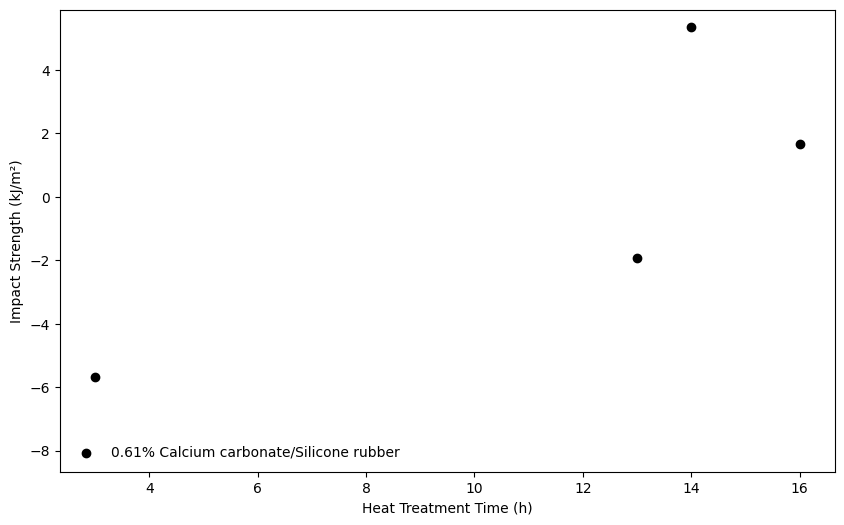 4
2
0
−2
−4
−6
−8
Impact Strength (kJ/m²)
0.61% Calcium carbonate/Silicone rubber
4 6 8 10 12 14 16
Heat Treatment Time (h)